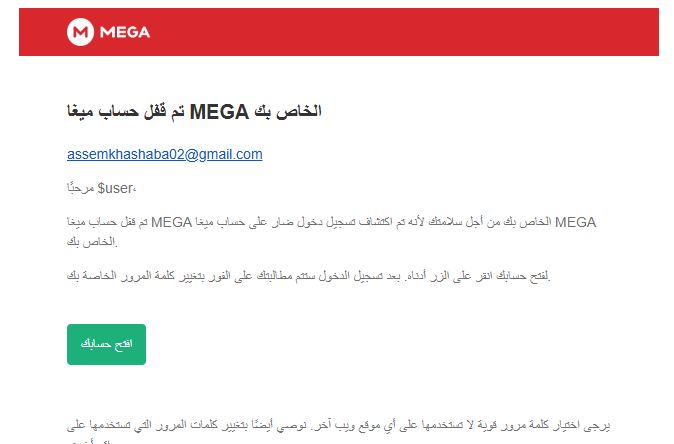 MEGA
تم قفل حساب ميغا MEGA الخاص بك
assemkhashaba02@gmail.com
مرحبًا $user،
تم قفل حساب ميغا MEGA الخاص بك من أجل سلامتك لأنه تم اكتشاف تسجيل دخول ضار على حساب ميغا MEGA
الخاص بك.
لفتح حسابك انقر على الزر أدناه. بعد تسجيل الدخول ستتم مطالبتك على الفور بتغيير كلمة المرور الخاصة بك.
افتح حسابك
يرجى اختيار كلمة مرور قوية لا تستخدمها على أي موقع ويب آخر. نوصي أيضًا بتغيير كلمات المرور التي تستخدمها على